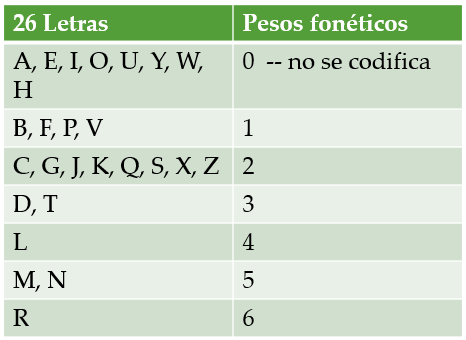 26 Letras Pesos fonéticos
A, E, I, O, U, Y, W, 0 -- no se codifica
H
B, F, P, V 1
C, G, J, K, Q, S, X, Z 2
D, T 3
L 4
M, N 5
R 6